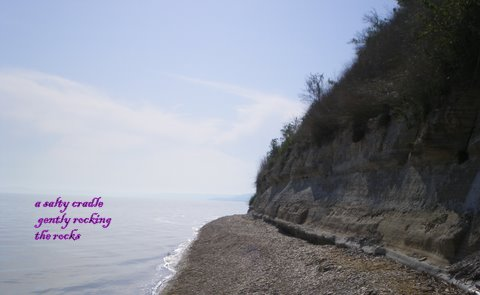 a salty cradle
gently rocking
the rocks